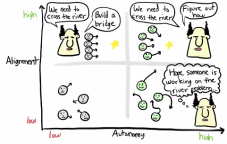 high
We need to
cross the river
Build a
bridge
We need to
cross the river
Figure out
how
Alignment
Hope someone is
working on the
river problem
low
low
Autonomy
high